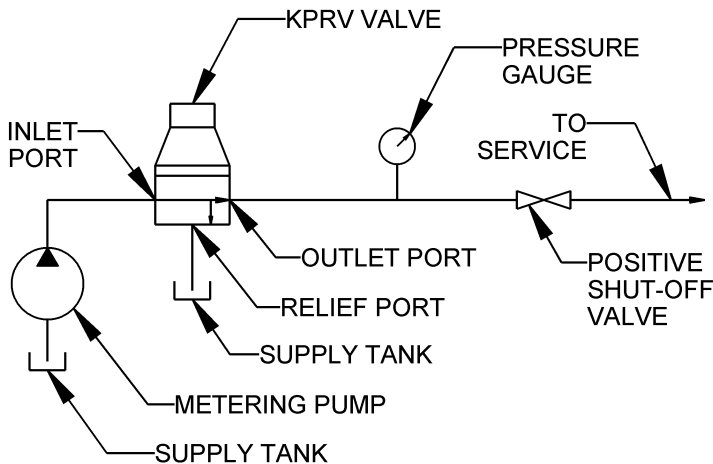 KPRV VALVE
PRESSURE
GAUGE
INLET
PORT
TO
SERVICE
OUTLET PORT
POSITIVE
SHUT-OFF
VALVE
RELIEF PORT
SUPPLY TANK
METERING PUMP
SUPPLY TANK